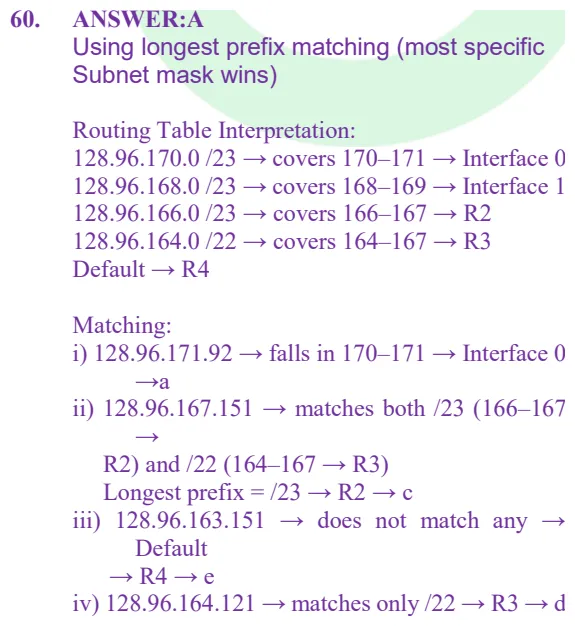 60. ANSWER:A
Using longest prefix matching (most specific
Subnet mask wins)
Routing Table Interpretation:
128.96.170.0 /23 → covers 170–171 → Interface 0
128.96.168.0 /23 → covers 168–169 → Interface 1
128.96.166.0 /23 → covers 166–167 → R2
128.96.164.0 /22 → covers 164–167 → R3
Default → R4
Matching:
i) 128.96.171.92 → falls in 170–171 → Interface 0
→a
ii) 128.96.167.151 → matches both /23 (166–167
→
R2) and /22 (164–167 → R3)
Longest prefix = /23 → R2 → c
iii) 128.96.163.151 → does not match any →
Default
→ R4 → e
iv) 128.96.164.121 → matches only /22 → R3 → d